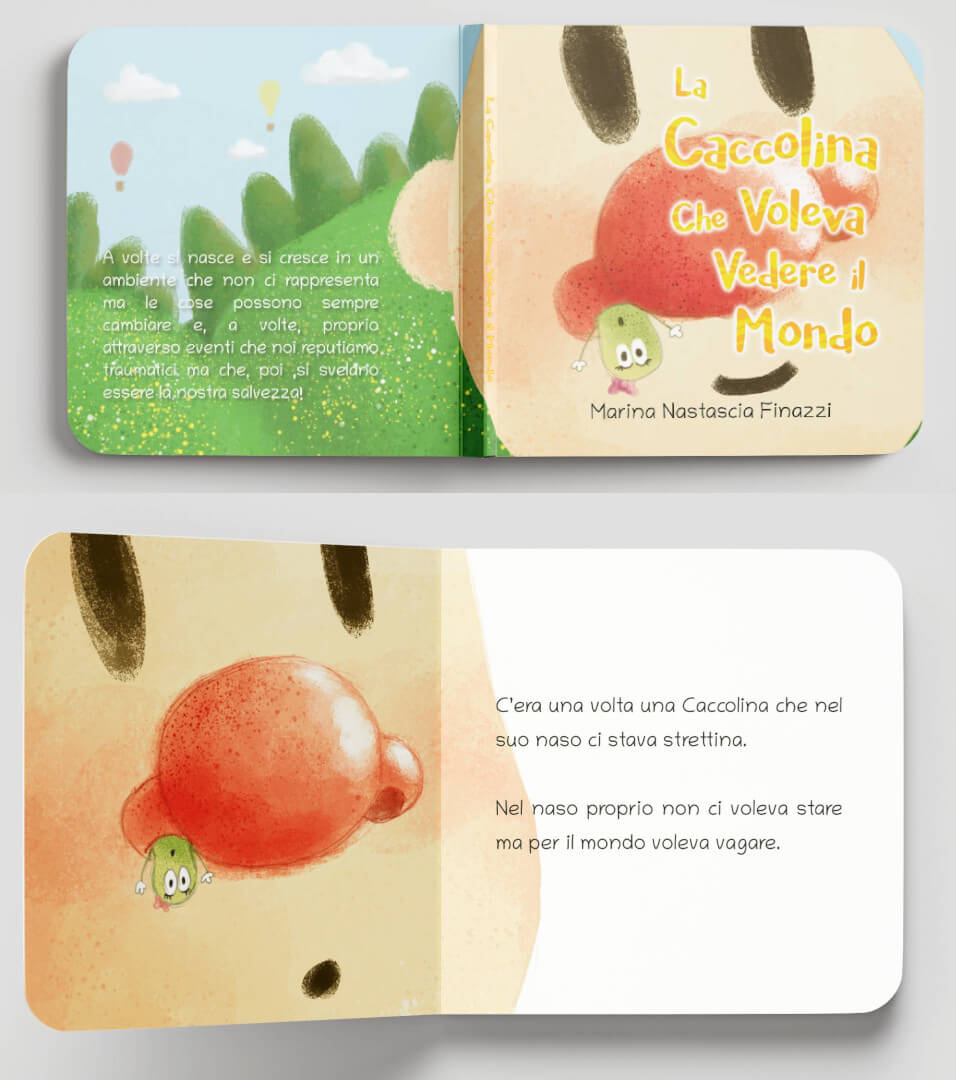 A volte si nasce e si cresce in un
ambiente che non ci rappresenta
ma le cose possono sempre
cambiare e, a volte, proprio
attraverso eventi che noi reputiamo
traumatici ma che, poi ,si svelano
essere la nostra salvezza!
La
Caccolina
Che Voleva
Vedere il
Mondo
Marina Nastascia Finazzi
C'era una volta una Caccolina che nel
suo naso ci stava strettina.
Nel naso proprio non ci voleva stare
ma per il mondo voleva vagare.